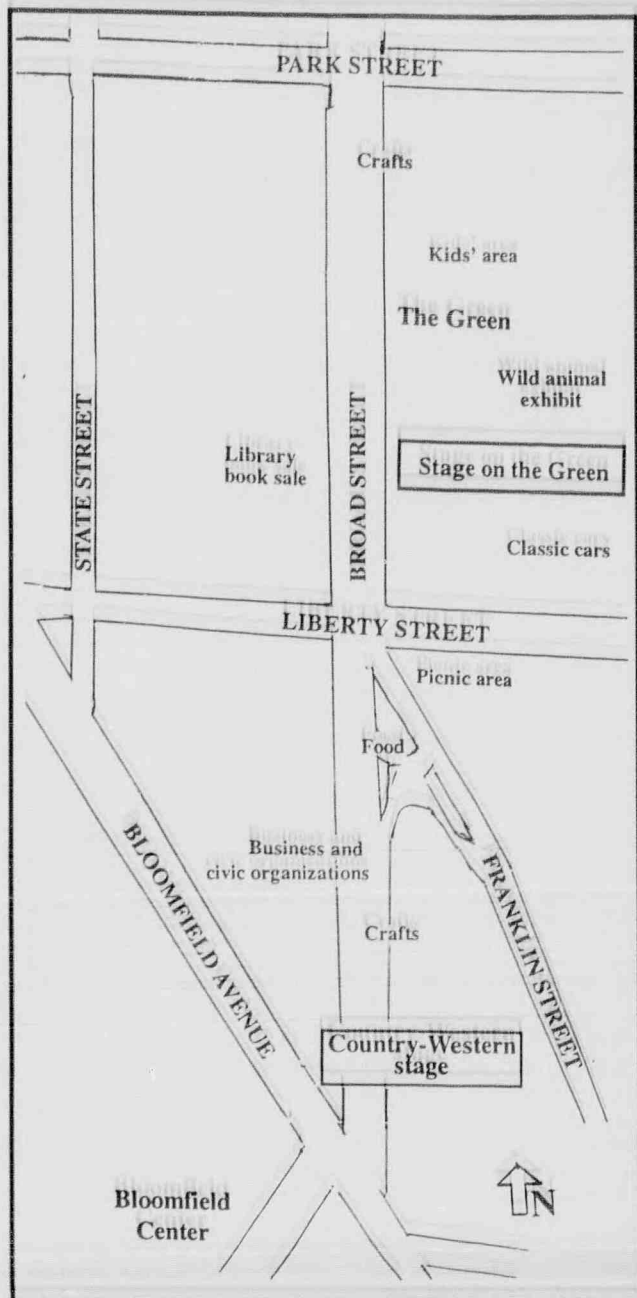 PARK STREET
Crafts
Kids' area
The Green
Wild animal
exhibit
STATE STREET
Library
book sale
BROAD STREET
Stage on the Green
Classic cars
LIBERTY STREET
Picnic area
Food
BLOOMFIELD AVENUE
Business and
civic organizations
FRANKLIN STREET
Crafts
Country-Western
stage
Bloomfield
Center
N